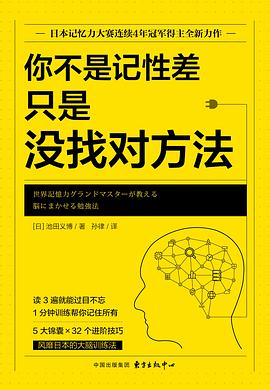 日本记忆力大赛连续4年冠军得主全新力作
你不是记性差
只是
没找对方法
世界記憶力グランドマスターが教える
脳にまかせる勉強法
[日] 池田义博 / 著 孙律 / 译
读 3 遍就能过目不忘
1 分钟训练帮你记住所有
5 大锦囊×32 个进阶技巧
风靡日本的大脑训练法
中国出版集团 东方出版中心